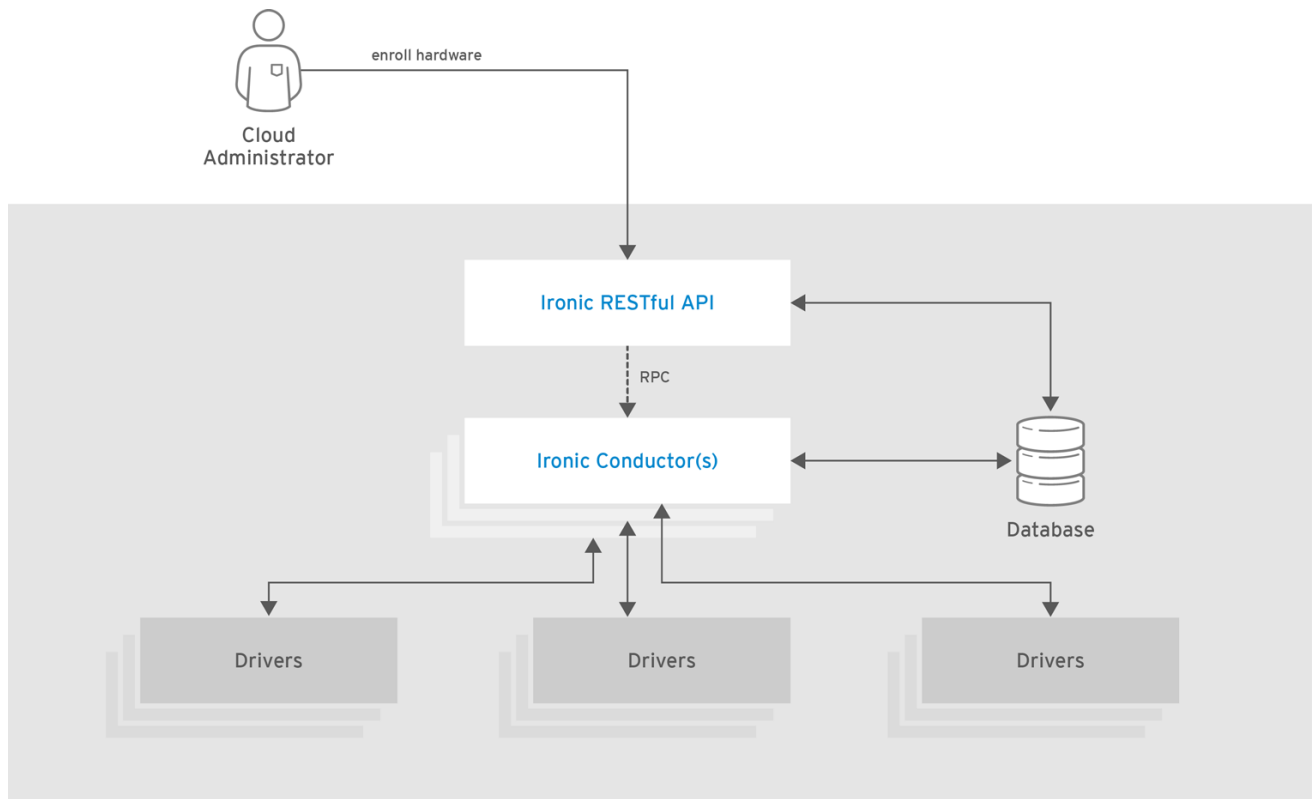 enroll hardware
Cloud
Administrator
Ironic RESTful API
RPC
Ironic Conductor(s)
Database
Drivers
Drivers
Drivers